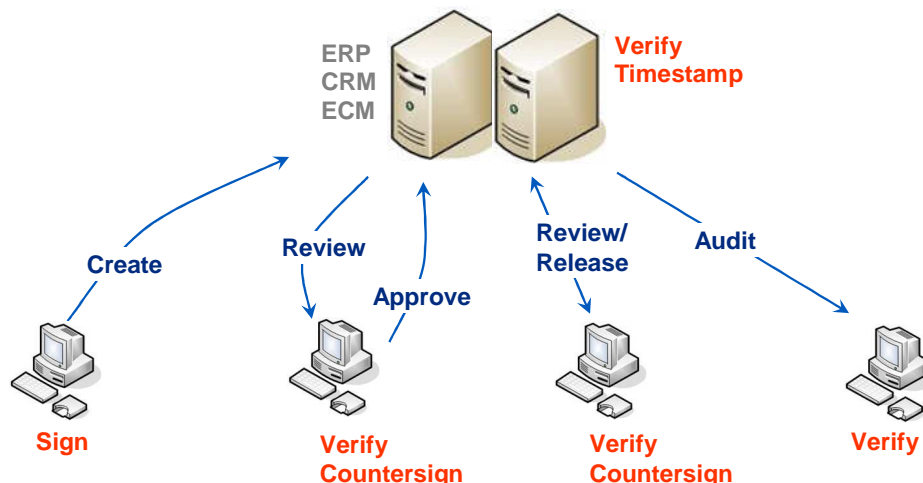 ERP
CRM
ECM
Verify
Timestamp
Create
Review
Approve
Review/
Release
Audit
Sign
Verify
Countersign
Verify
Countersign
Verify